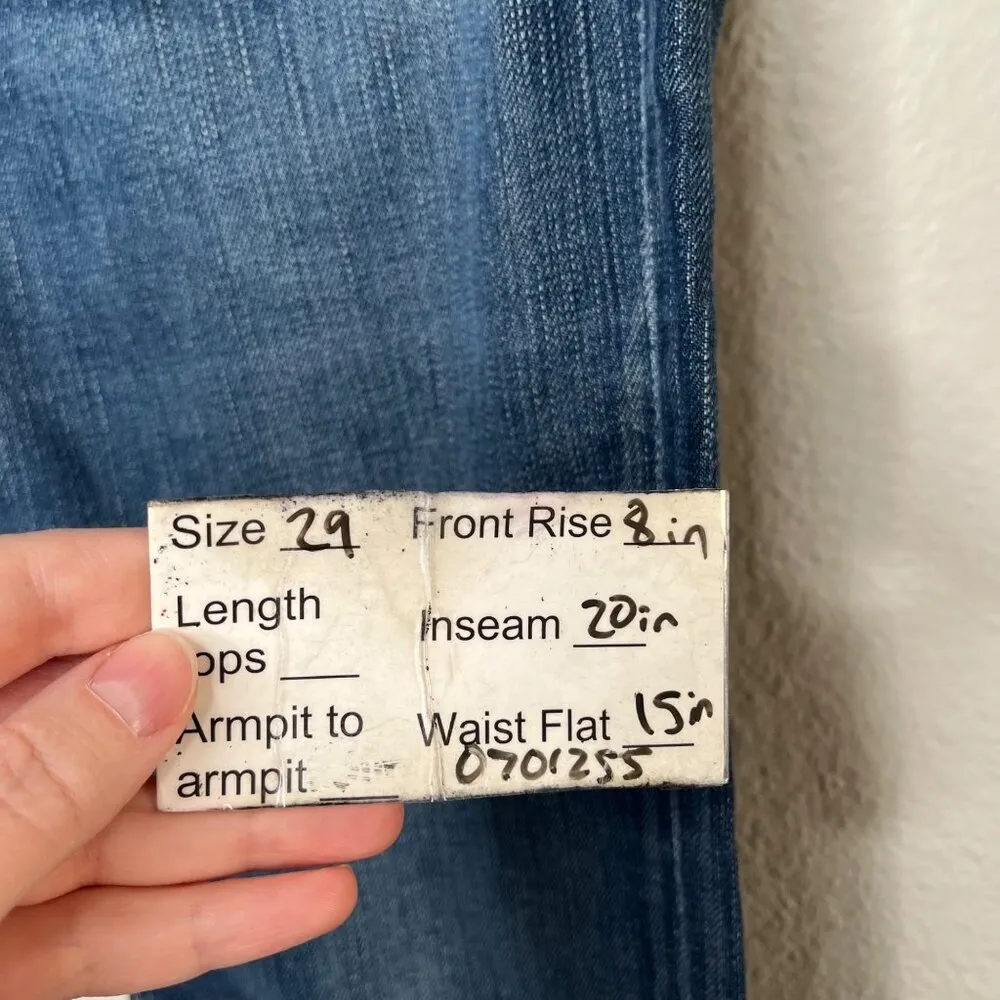 Size 29 Front Rise 8in
Length Inseam 20in
ops
Armpit to Waist Flat 15in
armpit 0701255